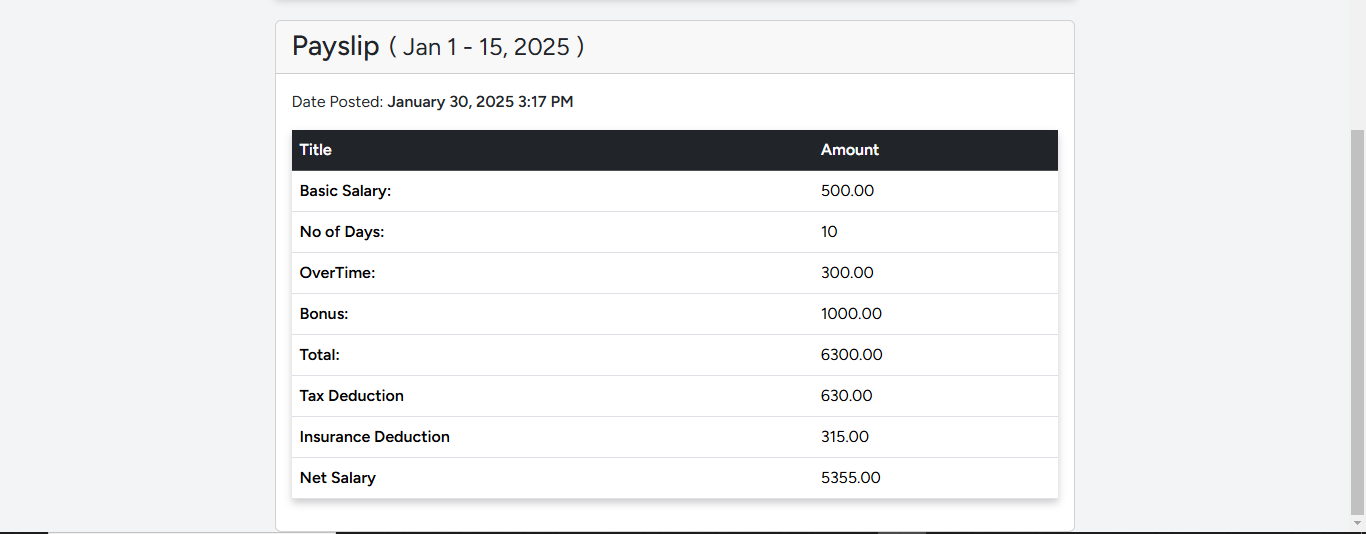 Payslip ( Jan 1 - 15, 2025 )
Date Posted: January 30, 2025 3:17 PM
Title Amount
Basic Salary: 500.00
No of Days: 10
OverTime: 300.00
Bonus: 1000.00
Total: 6300.00
Tax Deduction 630.00
Insurance Deduction 315.00
Net Salary 5355.00